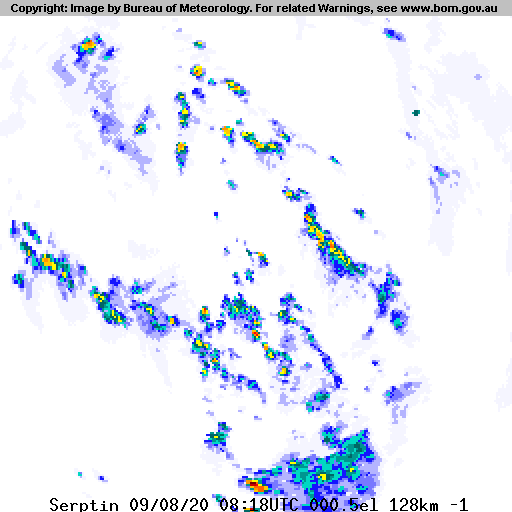 Copyright: Image by Bureau of Meteorology. For related Warnings, see www.bom.gov.au
Serptin 09/08/20 08:18UTC 000 5el 128km -1